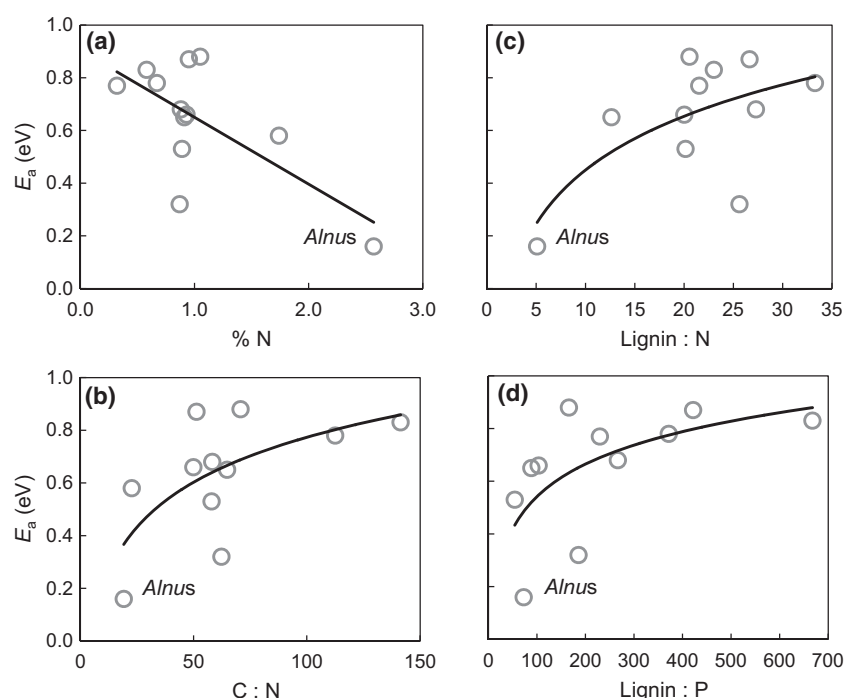 (a)
1.0
0.8
0.6
0.4
0.2
0.0
Ea (eV)
Alnus
0.0 1.0 2.0 3.0
% N
(c)
Alnus
0 5 10 15 20 25 30 35
Lignin : N
(b)
1.0
0.8
0.6
0.4
0.2
0.0
Ea (eV)
Alnus
0 50 100 150
C : N
(d)
Alnus
0 100 200 300 400 500 600 700
Lignin : P